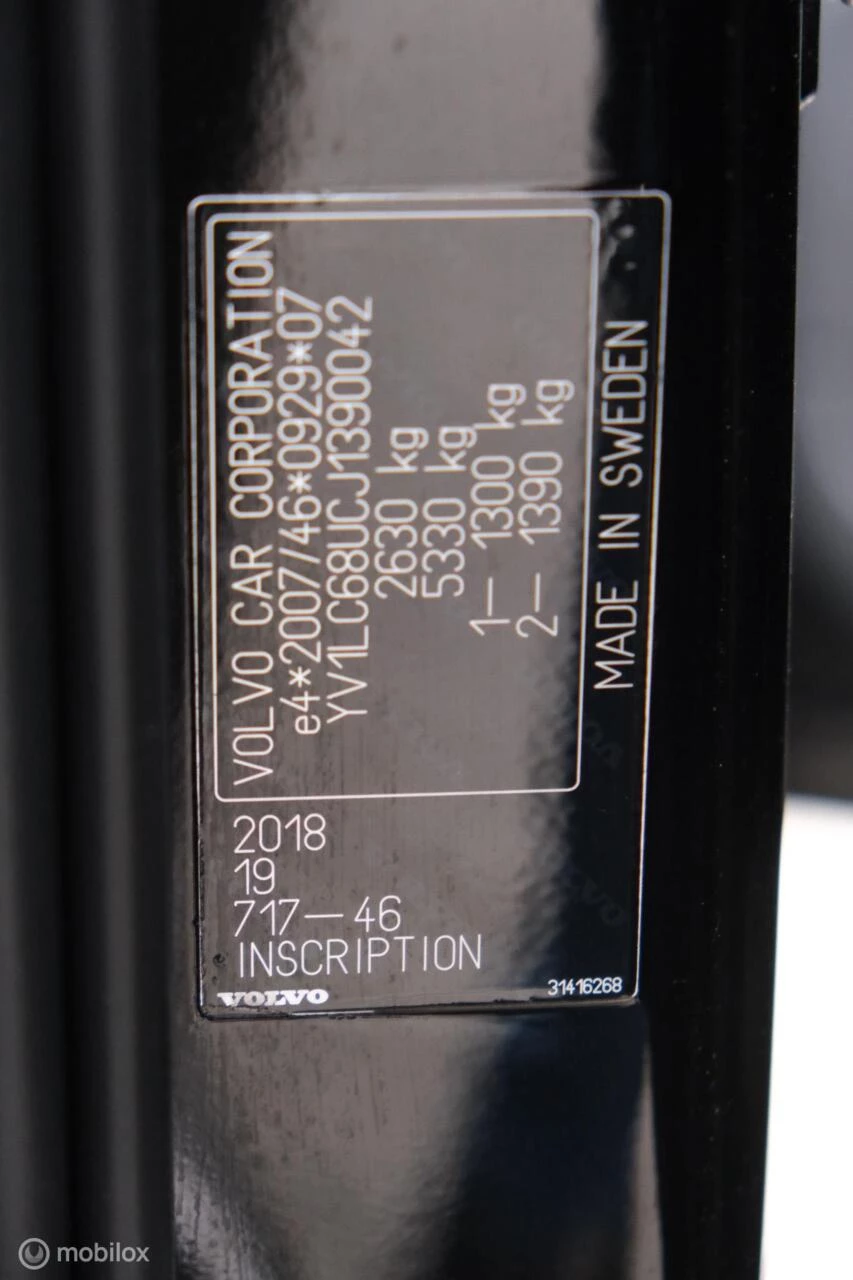 VOLVO CAR CORPORATION
e4*2007/46*0929*07
YV1LC68UCJ1390042
2630 kg
5330 kg
1– 1300 kg
2– 1390 kg
MADE IN SWEDEN
2018
19
717–46
INSCRIPTION
VOLVO
31416268
mobilox